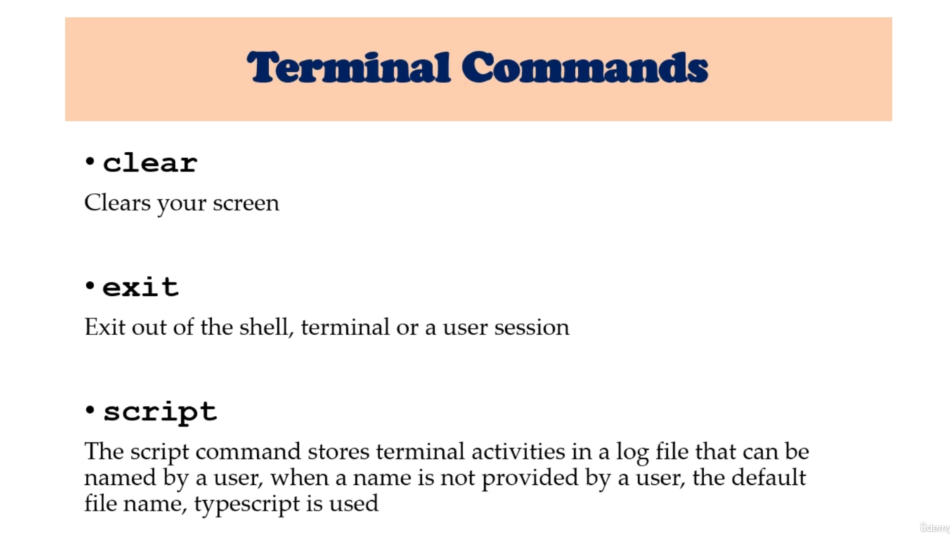 Terminal Commands
• clear
Clears your screen
• exit
Exit out of the shell, terminal or a user session
• script
The script command stores terminal activities in a log file that can be
named by a user, when a name is not provided by a user, the default
file name, typescript is used
Udemy